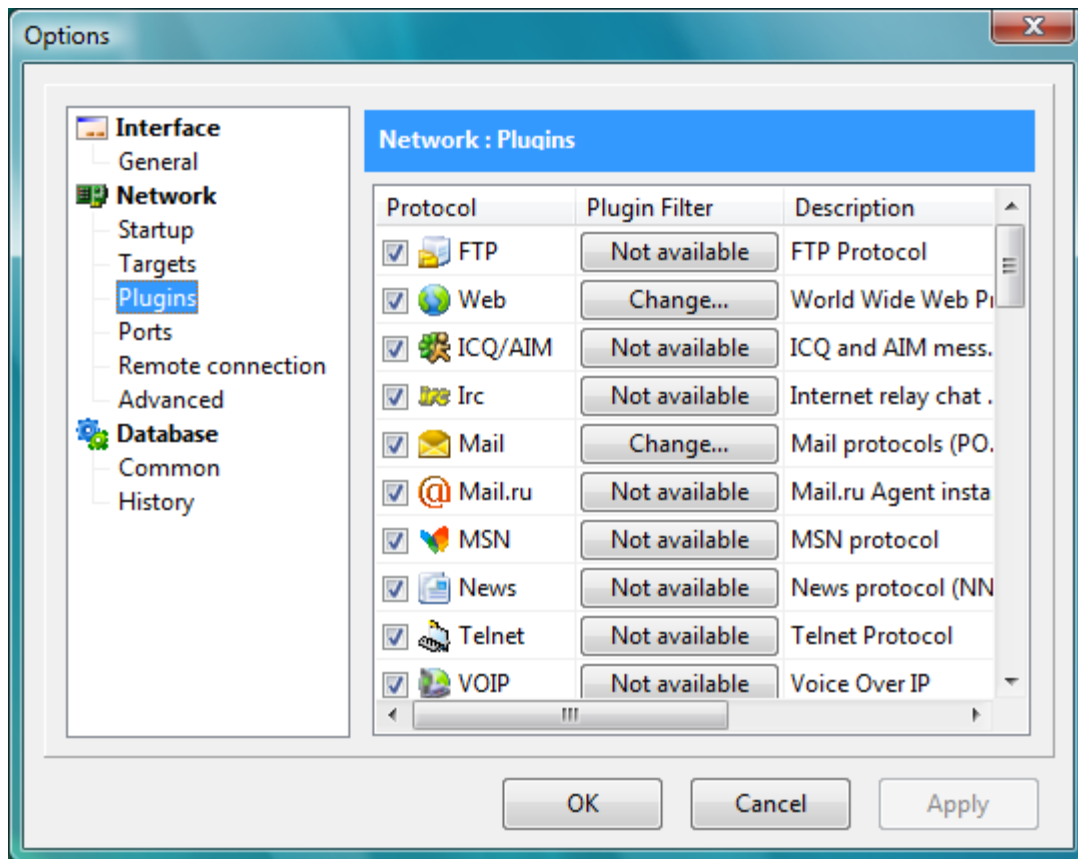 Options
Interface
General
Network
Startup
Targets
Plugins
Ports
Remote connection
Advanced
Database
Common
History
Network : Plugins
Protocol Plugin Filter Description
FTP Not available FTP Protocol
Web Change... World Wide Web Pr
ICQ/AIM Not available ICQ and AIM mess.
Irc Not available Internet relay chat .
Mail Change... Mail protocols (PO.
Mail.ru Not available Mail.ru Agent insta
MSN Not available MSN protocol
News Not available News protocol (NN
Telnet Not available Telnet Protocol
VOIP Not available Voice Over IP
OK Cancel Apply